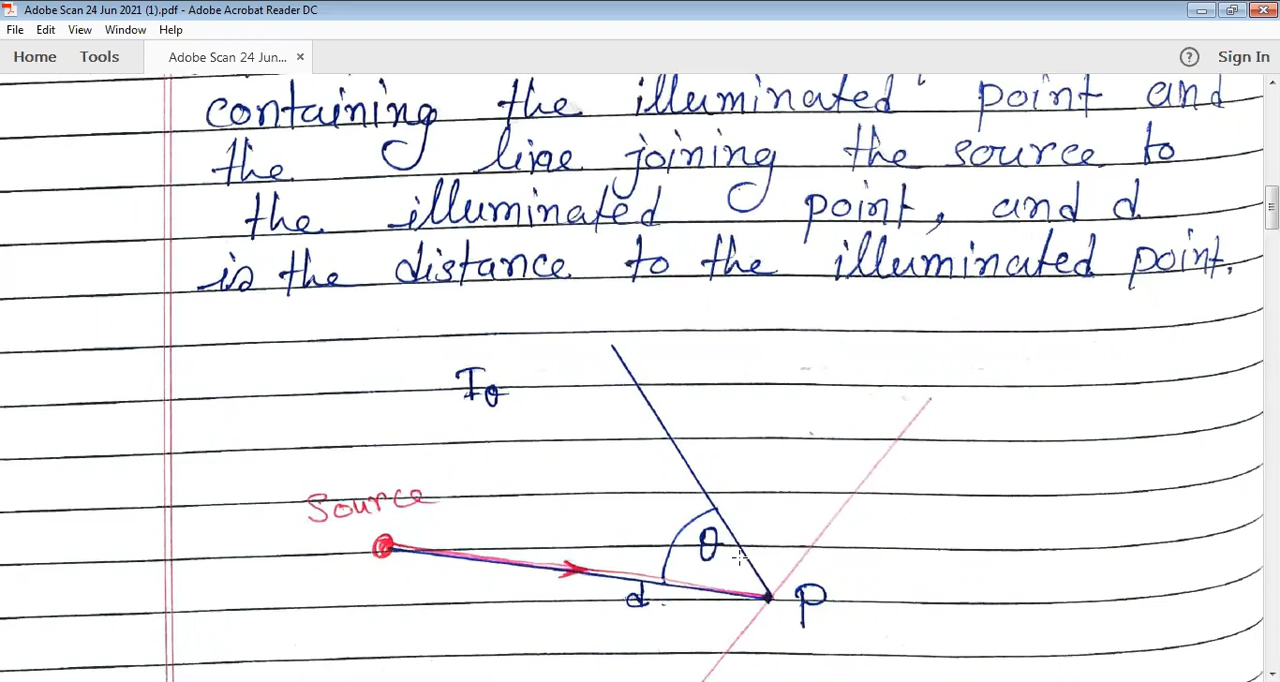 Adobe Scan 24 Jun 2021 (1).pdf - Adobe Acrobat Reader DC
File Edit View Window Help
Home Tools Adobe Scan 24 Jun... × ? Sign In
containing the illuminated point and
the line joining the source to
the illuminated point, and d
is the distance to the illuminated point.
Iθ
Source
θ
d
P